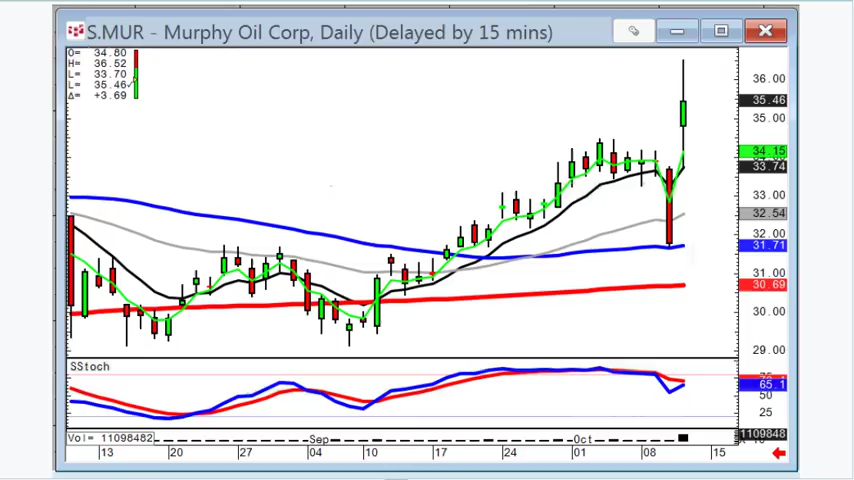 S.MUR - Murphy Oil Corp, Daily (Delayed by 15 mins)
O= 34.80
H= 36.52
L= 33.70
L= 35.46
Δ= +3.69
36.00
35.46
35.00
34.15
33.74
33.00
32.54
32.00
31.71
31.00
30.69
30.00
29.00
SStoch
65.1
50
25
Vol= 11098482
Sep
Oct
1109848
13
20
27
04
10
17
24
01
08
15